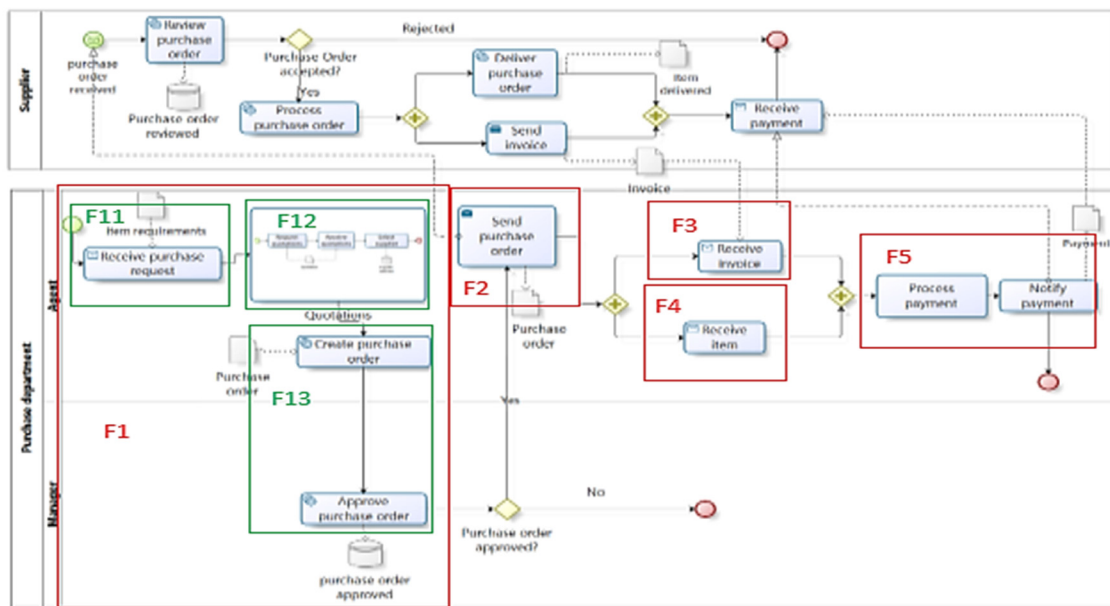 Supplier
purchase
order
received
Review
purchase
order
Purchase order
reviewed
Purchase Order
accepted?
Rejected
Yes
Process
purchase order
Deliver
purchase
order
Item
delivered
Send
invoice
Invoice
Receive
payment
Purchase department
Agent
Manager
F11
Item requirements
Receive purchase
request
F12
Quotations
Create purchase
order
Purchase
order
F13
F1
Approve
purchase order
purchase order
approved
Send
purchase
order
F2
Purchase
order
Yes
Purchase order
approved?
No
F3
Receive
invoice
F4
Receive
item
F5
Process
payment
Notify
payment
Payment